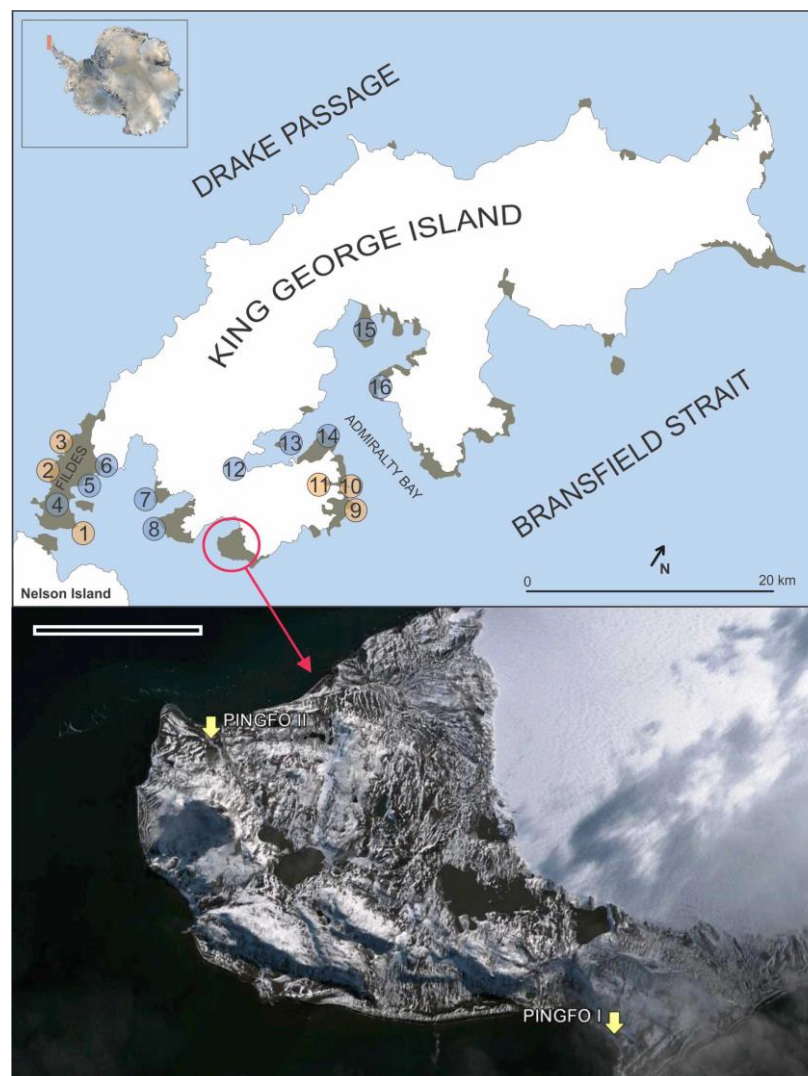 DRAKE PASSAGE
KING GEORGE ISLAND
15
16
ADMIRALTY BAY
BRANSFIELD STRAIT
3
2
FILDES
6
5
4
1
7
8
12
13
14
11
10
9
N
0
20 km
Nelson Island
PINGFO II
PINGFO I